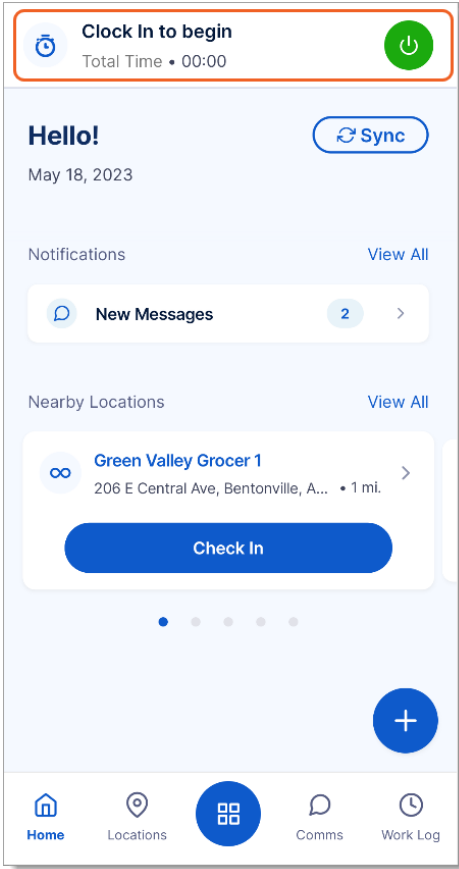 Clock In to begin
Total Time • 00:00
Hello!
Sync
May 18, 2023
Notifications
View All
New Messages
2
Nearby Locations
View All
Green Valley Grocer 1
206 E Central Ave, Bentonville, A... • 1 mi.
Check In
Home
Locations
Comms
Work Log